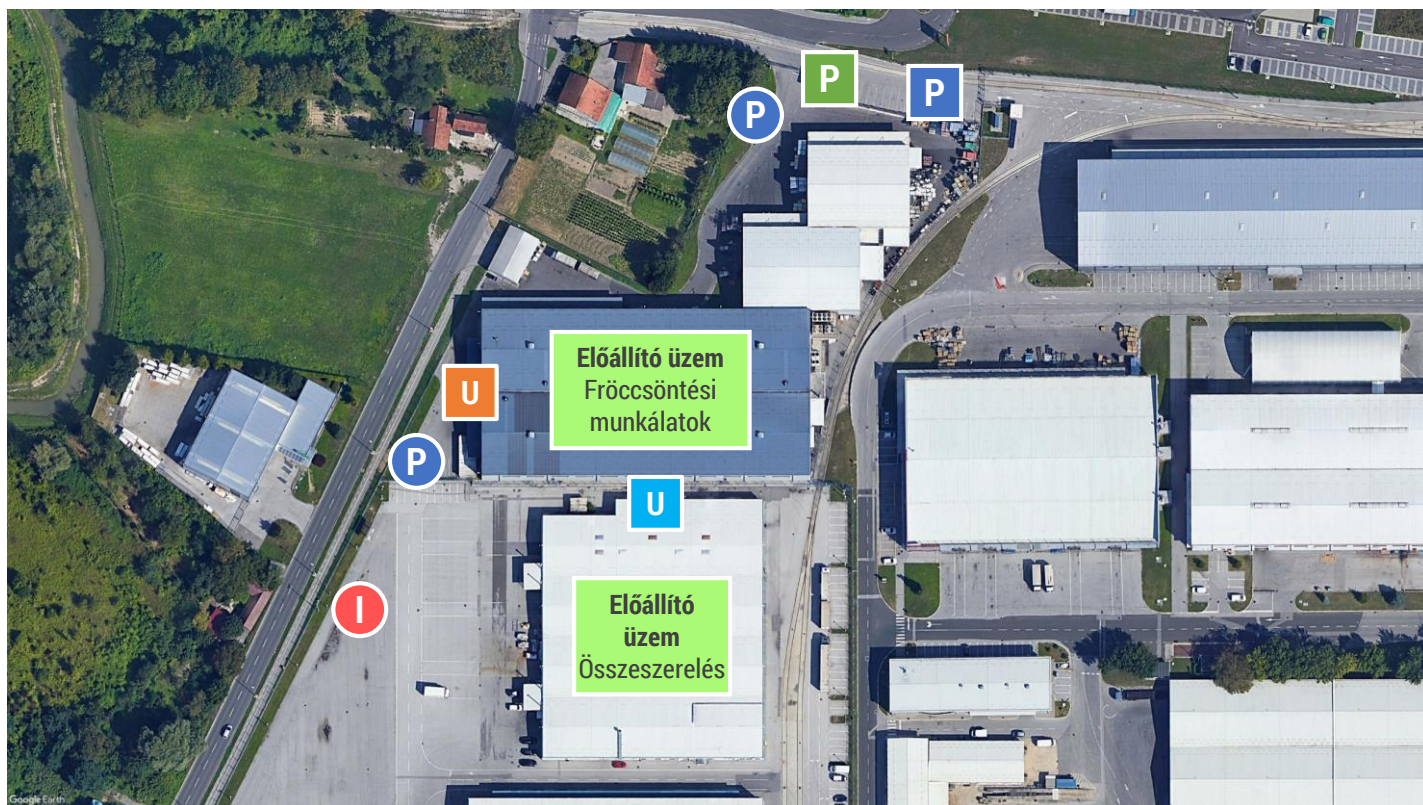 P
P
P
Előállító üzem
Fröccsöntési
munkálatok
U
P
U
I
Előállító
üzem
Összeszerelés
Google Earth